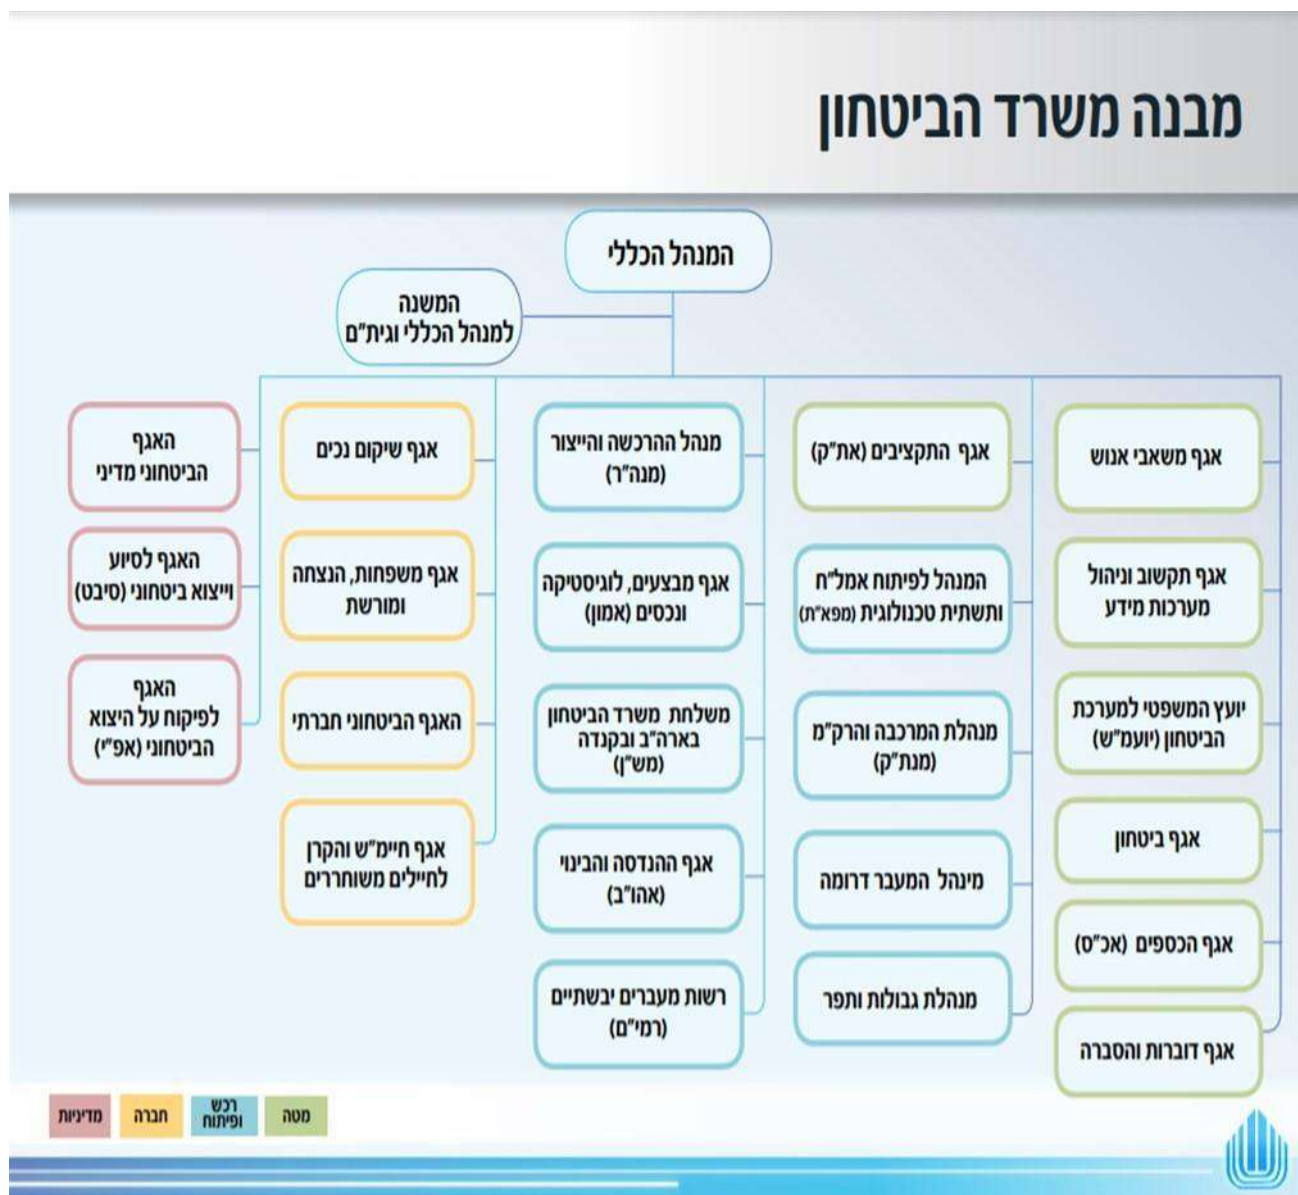 מבנה משרד הביטחון
המנהל הכללי
המשנה
למנהל הכללי וגית"ם
אגף משאבי אנוש
אגף תקשוב וניהול
מערכות מידע
יועץ המשפטי למערכת
הביטחון (יועמ"ש)
אגף ביטחון
אגף הכספים (אכ"ס)
אגף דוברות והסברה
אגף התקציבים (את"ק)
המנהל לפיתוח אמל"ח
ותשתית טכנולוגית (מפא"ת)
מנהלת המרכבה והרק"מ
(מנת"ק)
מינהל המעבר דרומה
מנהלת גבולות ותפר
מנהל ההרכשה והייצור
(מנה"ר)
אגף מבצעים, לוגיסטיקה
ונכסים (אמון)
משלחת משרד הביטחון
בארה"ב ובקנדה
(מש"ן)
אגף ההנדסה והבינוי
(אהו"ב)
רשות מעברים יבשתיים
(רמי"ם)
אגף שיקום נכים
אגף משפחות, הנצחה
ומורשת
האגף הביטחוני חברתי
אגף חיימ"ש והקרן
לחיילים משוחררים
האגף
הביטחוני מדיני
האגף לסיוע
וייצוא ביטחוני (סיבט)
האגף
לפיקוח על היצוא
הביטחוני (אפ"י)
מטה
רכש
ופיתוח
חברה
מדיניות